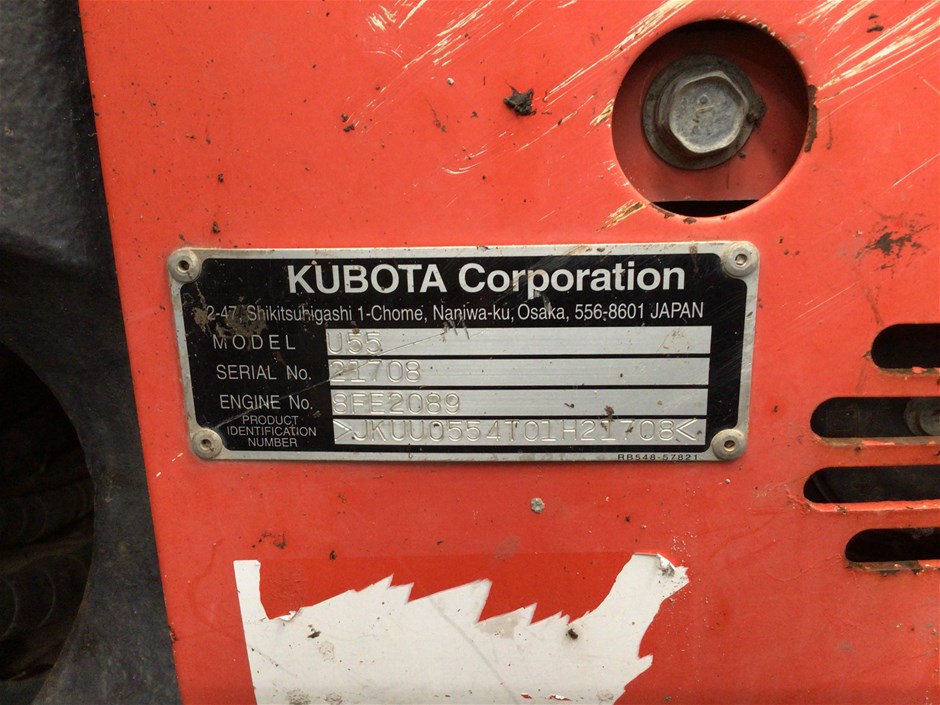 KUBOTA Corporation
2-47, Shikitsuhigashi 1-Chome, Naniwa-ku, Osaka, 556-8601 JAPAN
MODEL U55
SERIAL No. 21708
ENGINE No. 8FE2089
PRODUCT IDENTIFICATION NUMBER >JKUU0554T01H21708<
RB548-57821